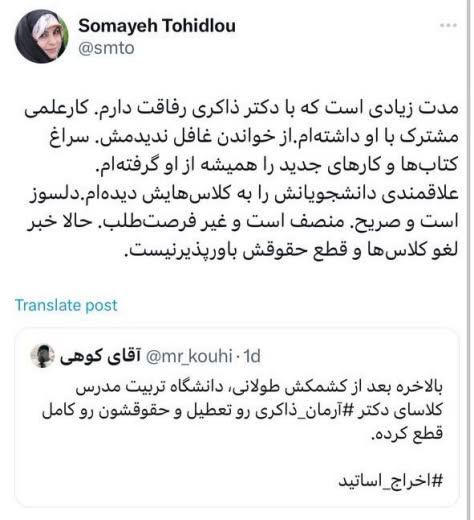 Somayeh Tohidlou
@smto
مدت زیادی است که با دکتر ذاکری رفاقت دارم. کارعلمی
مشترک با او داشته‌ام.از خواندن غافل ندیدمش. سراغ
کتاب‌ها و کارهای جدید را همیشه از او گرفته‌ام.
علاقمندی دانشجویانش را به کلاس‌هایش دیده‌ام.دلسوز
است و صریح. منصف است و غیر فرصت‌طلب. حالا خبر
لغو کلاس‌ها و قطع حقوقش باورپذیرنیست.
Translate post
آقای کوهی @mr_kouhi · 1d
بالاخره بعد از کشمکش طولانی، دانشگاه تربیت مدرس
کلاسای دکتر #آرمان_ذاکری رو تعطیل و حقوقشون رو کامل
قطع کرده.
#اخراج_اساتید